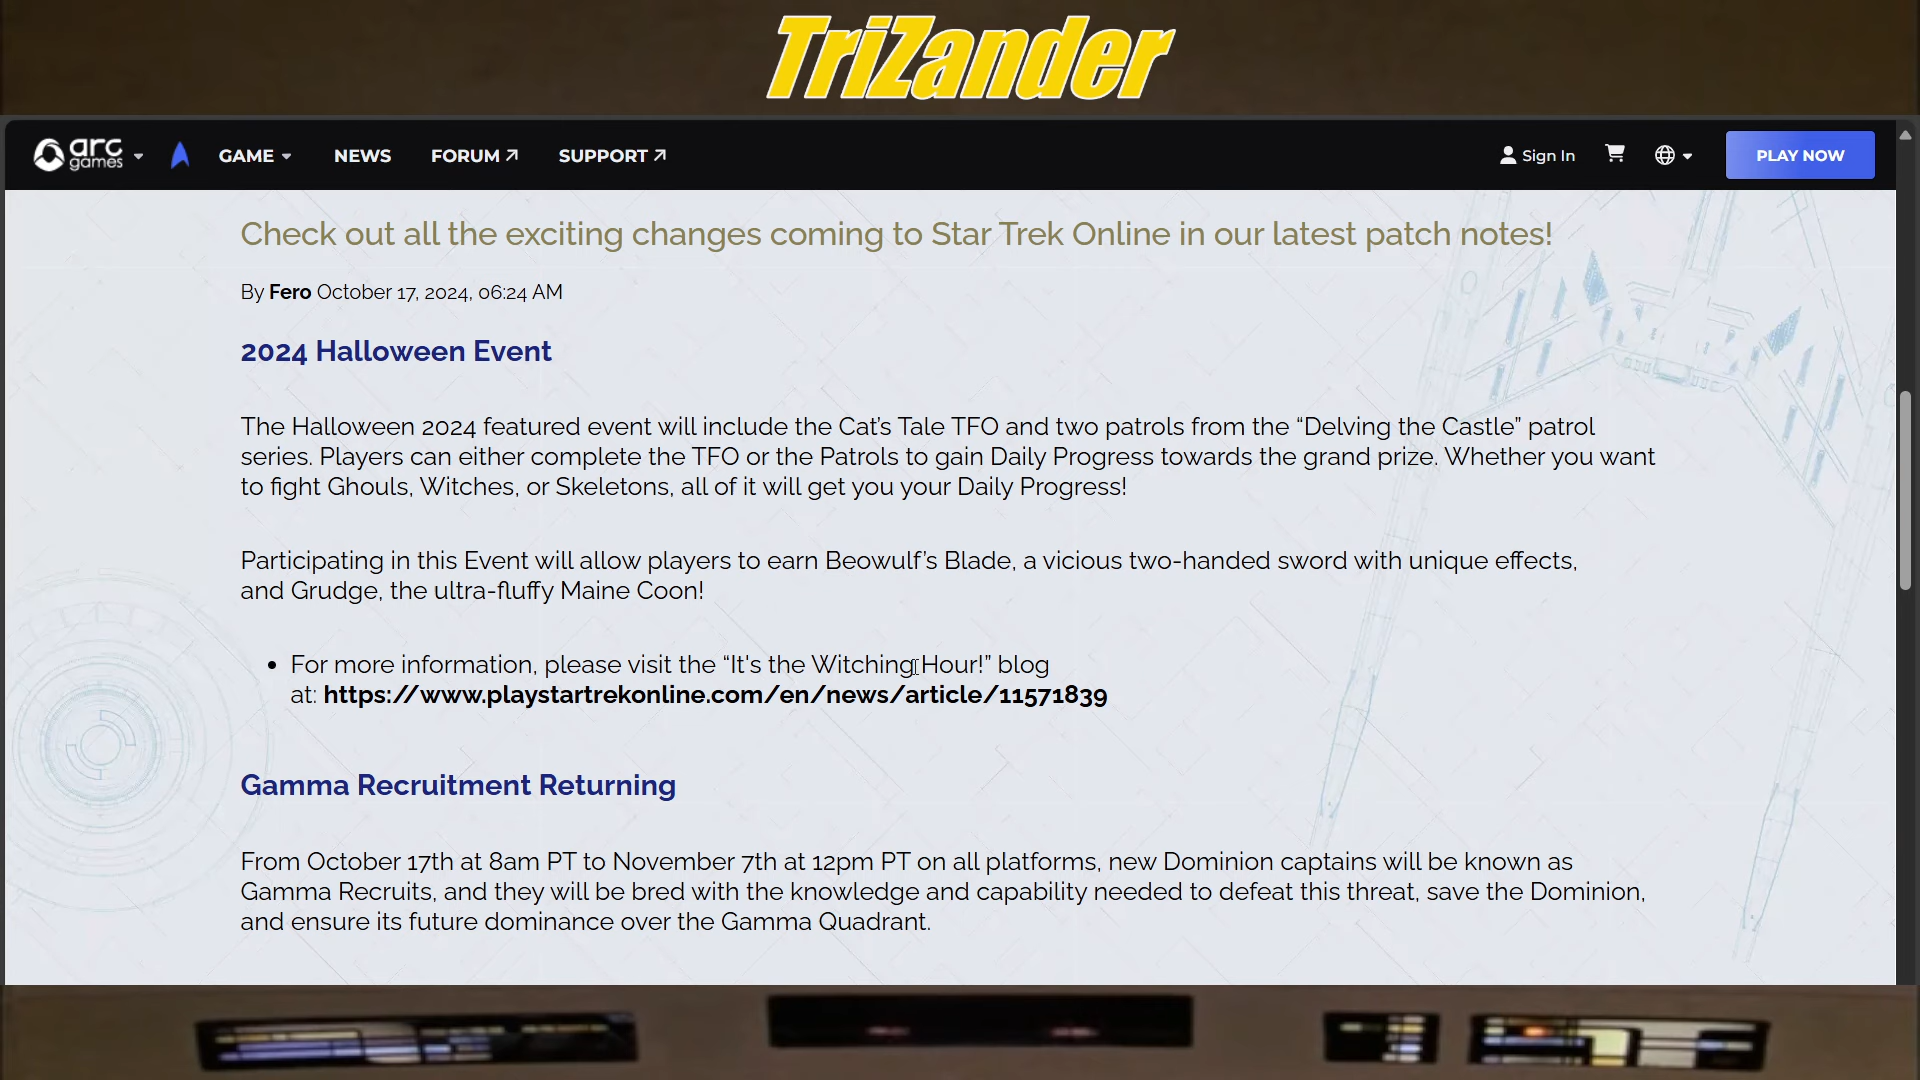 TriZander
arc games
GAME
NEWS
FORUM
SUPPORT
Sign In
PLAY NOW
Check out all the exciting changes coming to Star Trek Online in our latest patch notes!
By Fero October 17, 2024, 06:24 AM
2024 Halloween Event
The Halloween 2024 featured event will include the Cat’s Tale TFO and two patrols from the “Delving the Castle” patrol
series. Players can either complete the TFO or the Patrols to gain Daily Progress towards the grand prize. Whether you want
to fight Ghouls, Witches, or Skeletons, all of it will get you your Daily Progress!
Participating in this Event will allow players to earn Beowulf’s Blade, a vicious two-handed sword with unique effects,
and Grudge, the ultra-fluffy Maine Coon!
• For more information, please visit the “It's the Witching Hour!” blog
at: https://www.playstartrekonline.com/en/news/article/11571839
Gamma Recruitment Returning
From October 17th at 8am PT to November 7th at 12pm PT on all platforms, new Dominion captains will be known as
Gamma Recruits, and they will be bred with the knowledge and capability needed to defeat this threat, save the Dominion,
and ensure its future dominance over the Gamma Quadrant.